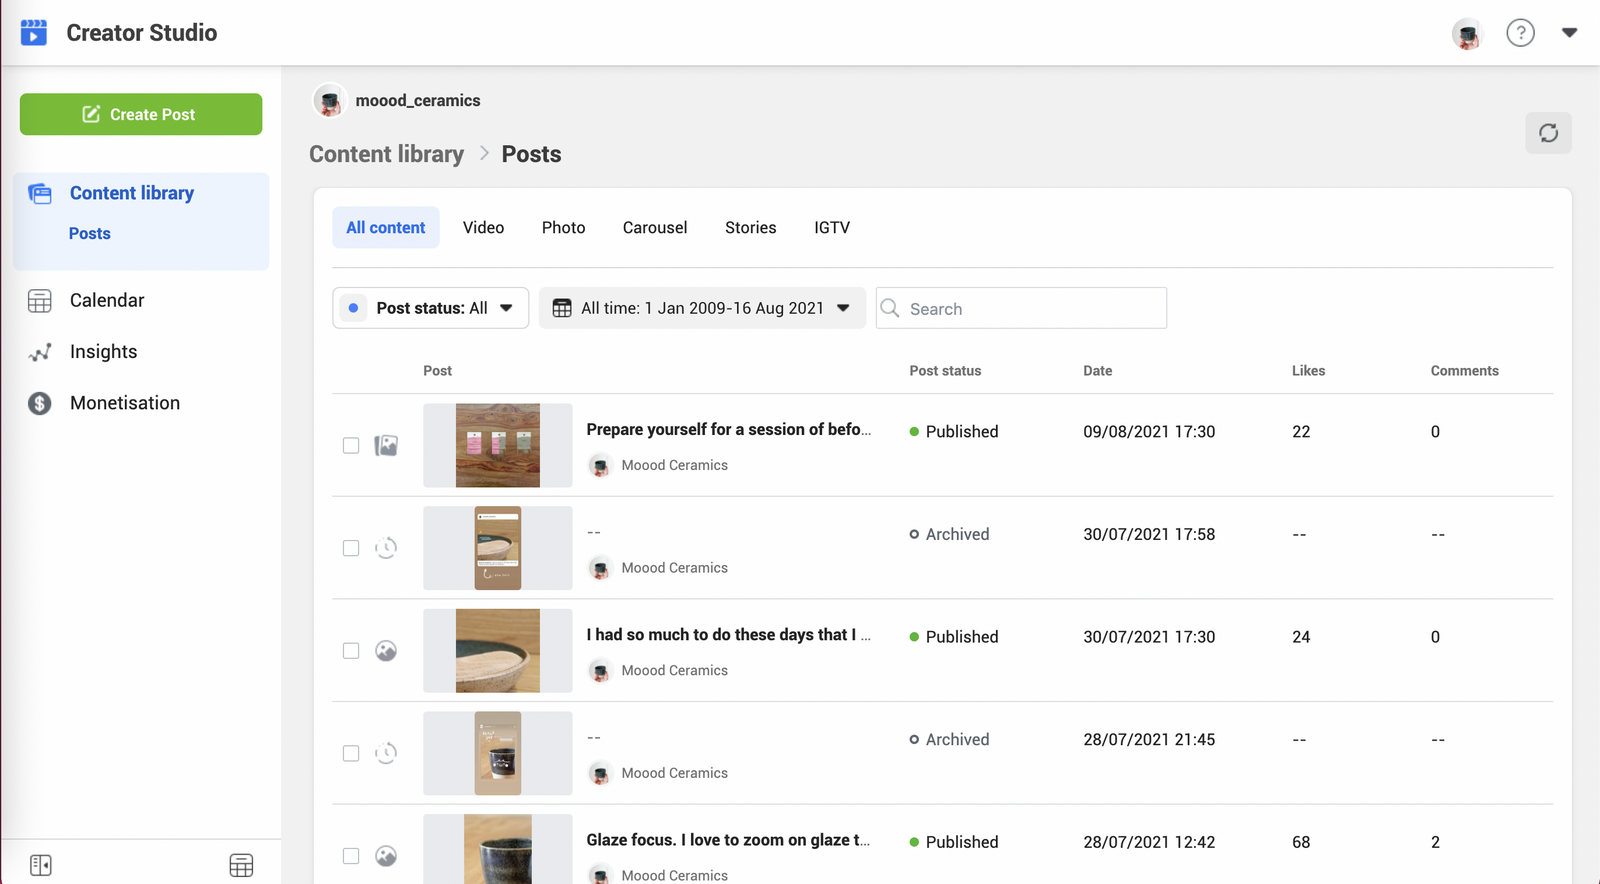 Creator Studio
Create Post
Content library
Posts
Calendar
Insights
Monetisation
moood_ceramics
Content library > Posts
All content Video Photo Carousel Stories IGTV
Post status: All All time: 1 Jan 2009-16 Aug 2021 Search
Post Post status Date Likes Comments
Prepare yourself for a session of befo... Published 09/08/2021 17:30 22 0
Moood Ceramics
-- Archived 30/07/2021 17:58 -- --
Moood Ceramics
I had so much to do these days that I ... Published 30/07/2021 17:30 24 0
Moood Ceramics
-- Archived 28/07/2021 21:45 -- --
Moood Ceramics
Glaze focus. I love to zoom on glaze t... Published 28/07/2021 12:42 68 2
Moood Ceramics